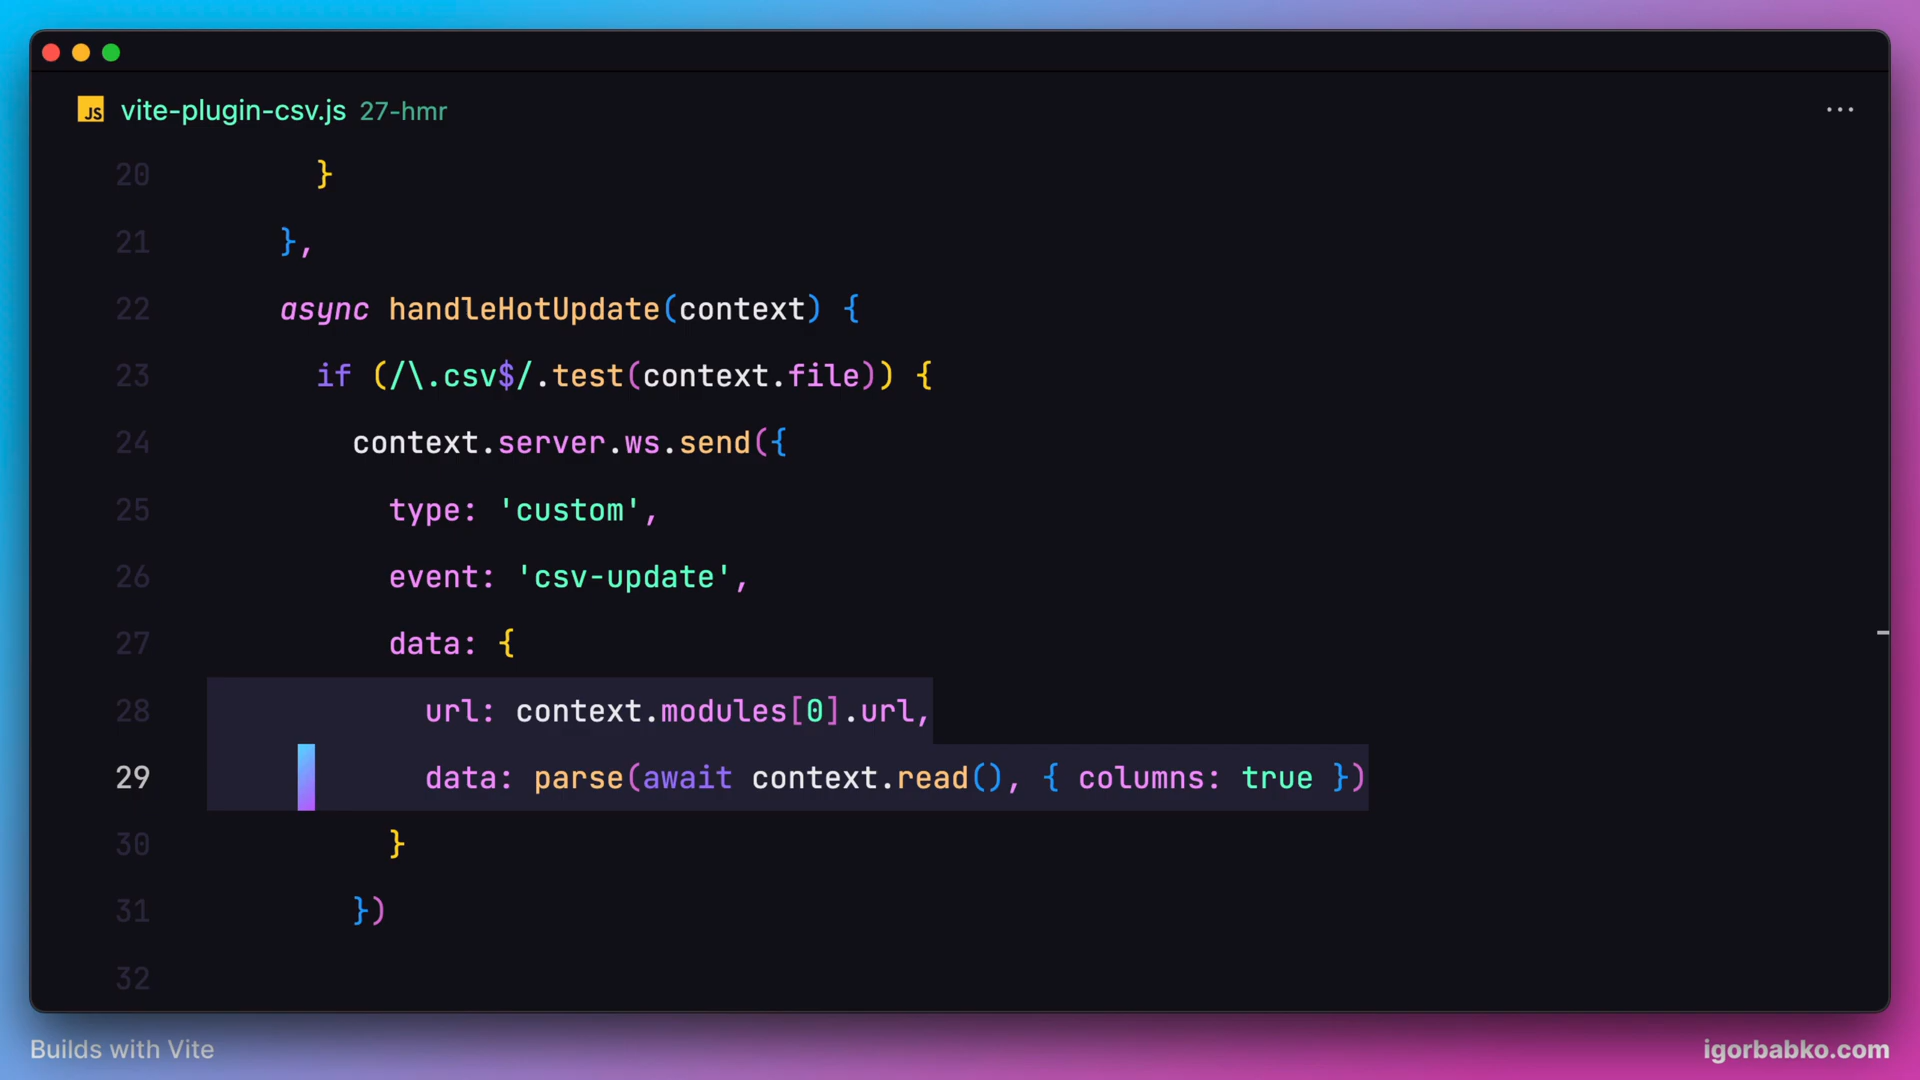 JS vite-plugin-csv.js 27-hmr ...
20 }
21 },
22 async handleHotUpdate(context) {
23 if (/\.csv$/.test(context.file)) {
24 context.server.ws.send({
25 type: 'custom',
26 event: 'csv-update',
27 data: {
28 url: context.modules[0].url,
29 data: parse(await context.read(), { columns: true })
30 }
31 })
32
Builds with Vite
igorbabko.com